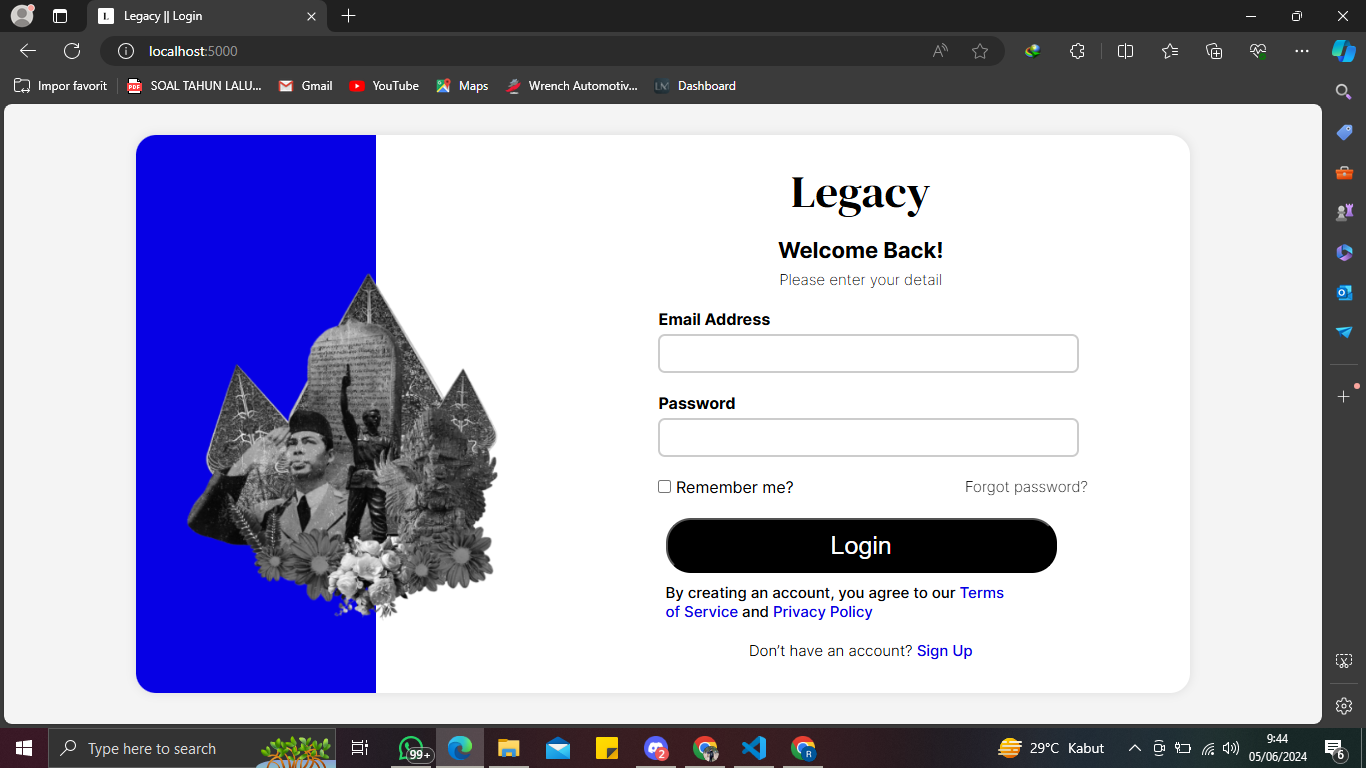 Legacy || Login
localhost:5000
Impor favorit
SOAL TAHUN LALU...
Gmail
YouTube
Maps
Wrench Automotiv...
Dashboard
Legacy
Welcome Back!
Please enter your detail
Email Address
Password
Remember me?
Forgot password?
Login
By creating an account, you agree to our Terms
of Service and Privacy Policy
Don't have an account? Sign Up
Type here to search
99+
2
R
29°C Kabut
9:44
05/06/2024
6